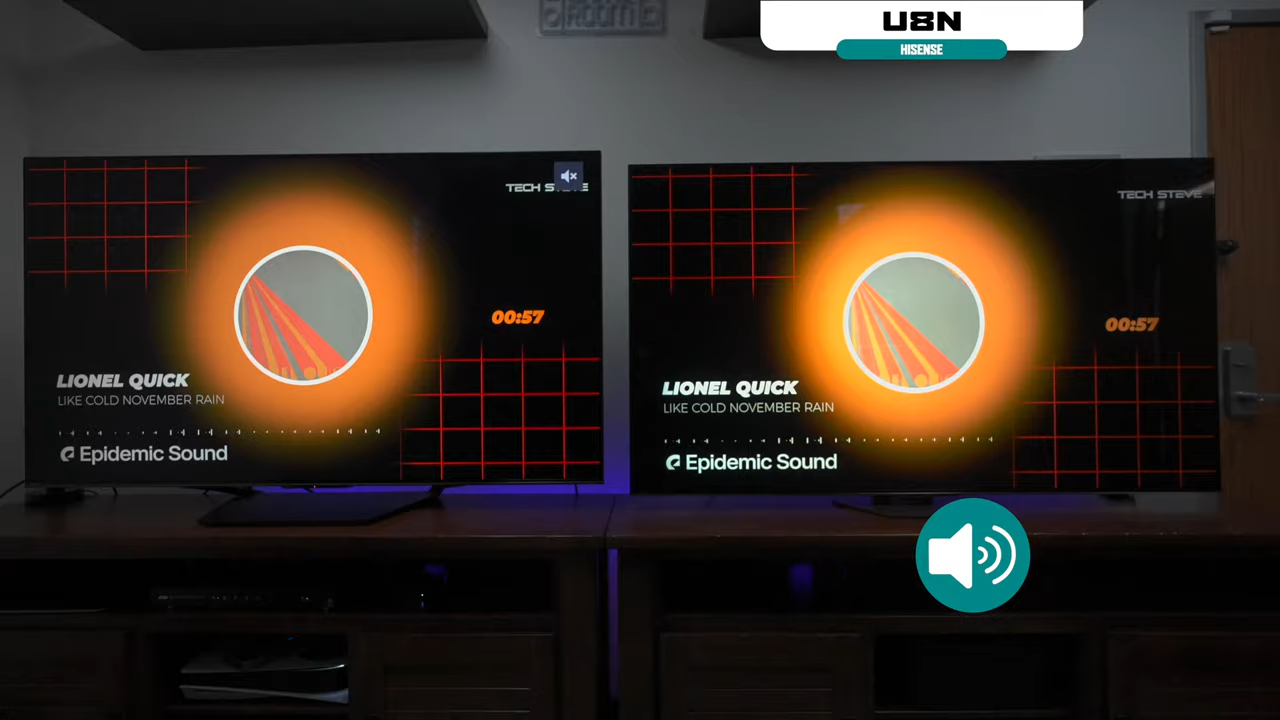 ROOM
U8N
HISENSE
TECH STEVE
00:57
LIONEL QUICK
LIKE COLD NOVEMBER RAIN
Epidemic Sound
TECH STEVE
00:57
LIONEL QUICK
LIKE COLD NOVEMBER RAIN
Epidemic Sound